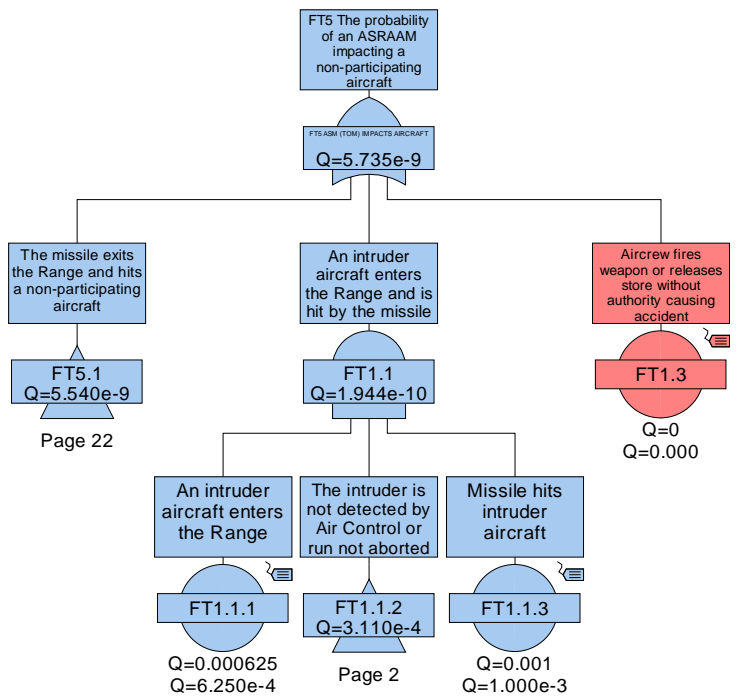 FT5 The probability
of an ASRAAM
impacting a
non-participating
aircraft
FT5 ASM (TOM) IMPACTS AIRCRAFT
Q=5.735e-9
The missile exits
the Range and hits
a non-participating
aircraft
FT5.1
Q=5.540e-9
Page 22
An intruder
aircraft enters
the Range and is
hit by the missile
FT1.1
Q=1.944e-10
Aircrew fires
weapon or releases
store without
authority causing
accident
FT1.3
Q=0
Q=0.000
An intruder
aircraft enters
the Range
FT1.1.1
Q=0.000625
Q=6.250e-4
The intruder is
not detected by
Air Control or
run not aborted
FT1.1.2
Q=3.110e-4
Page 2
Missile hits
intruder
aircraft
FT1.1.3
Q=0.001
Q=1.000e-3